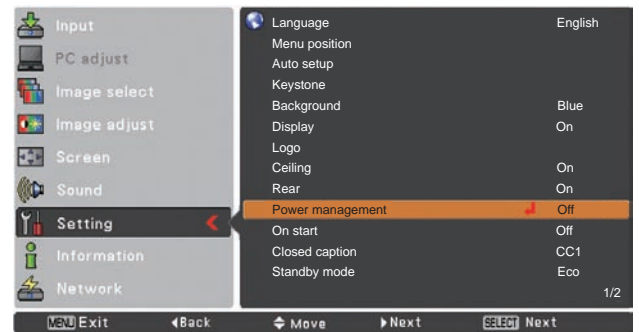 Input
PC adjust
Image select
Image adjust
Screen
Sound
Setting
Information
Network
Language English
Menu position
Auto setup
Keystone
Background Blue
Display On
Logo
Ceiling On
Rear On
Power management Off
On start Off
Closed caption CC1
Standby mode Eco
1/2
MENU Exit Back Move Next SELECT Next